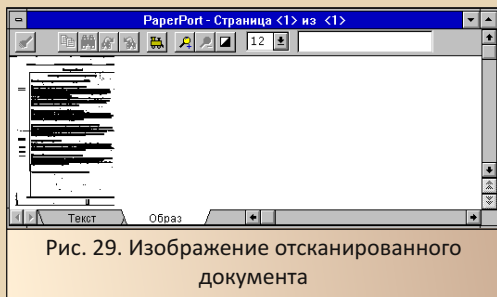 PaperPort - Страница <1> из <1>
12
Текст
Образ
Рис. 29. Изображение отсканированного
документа